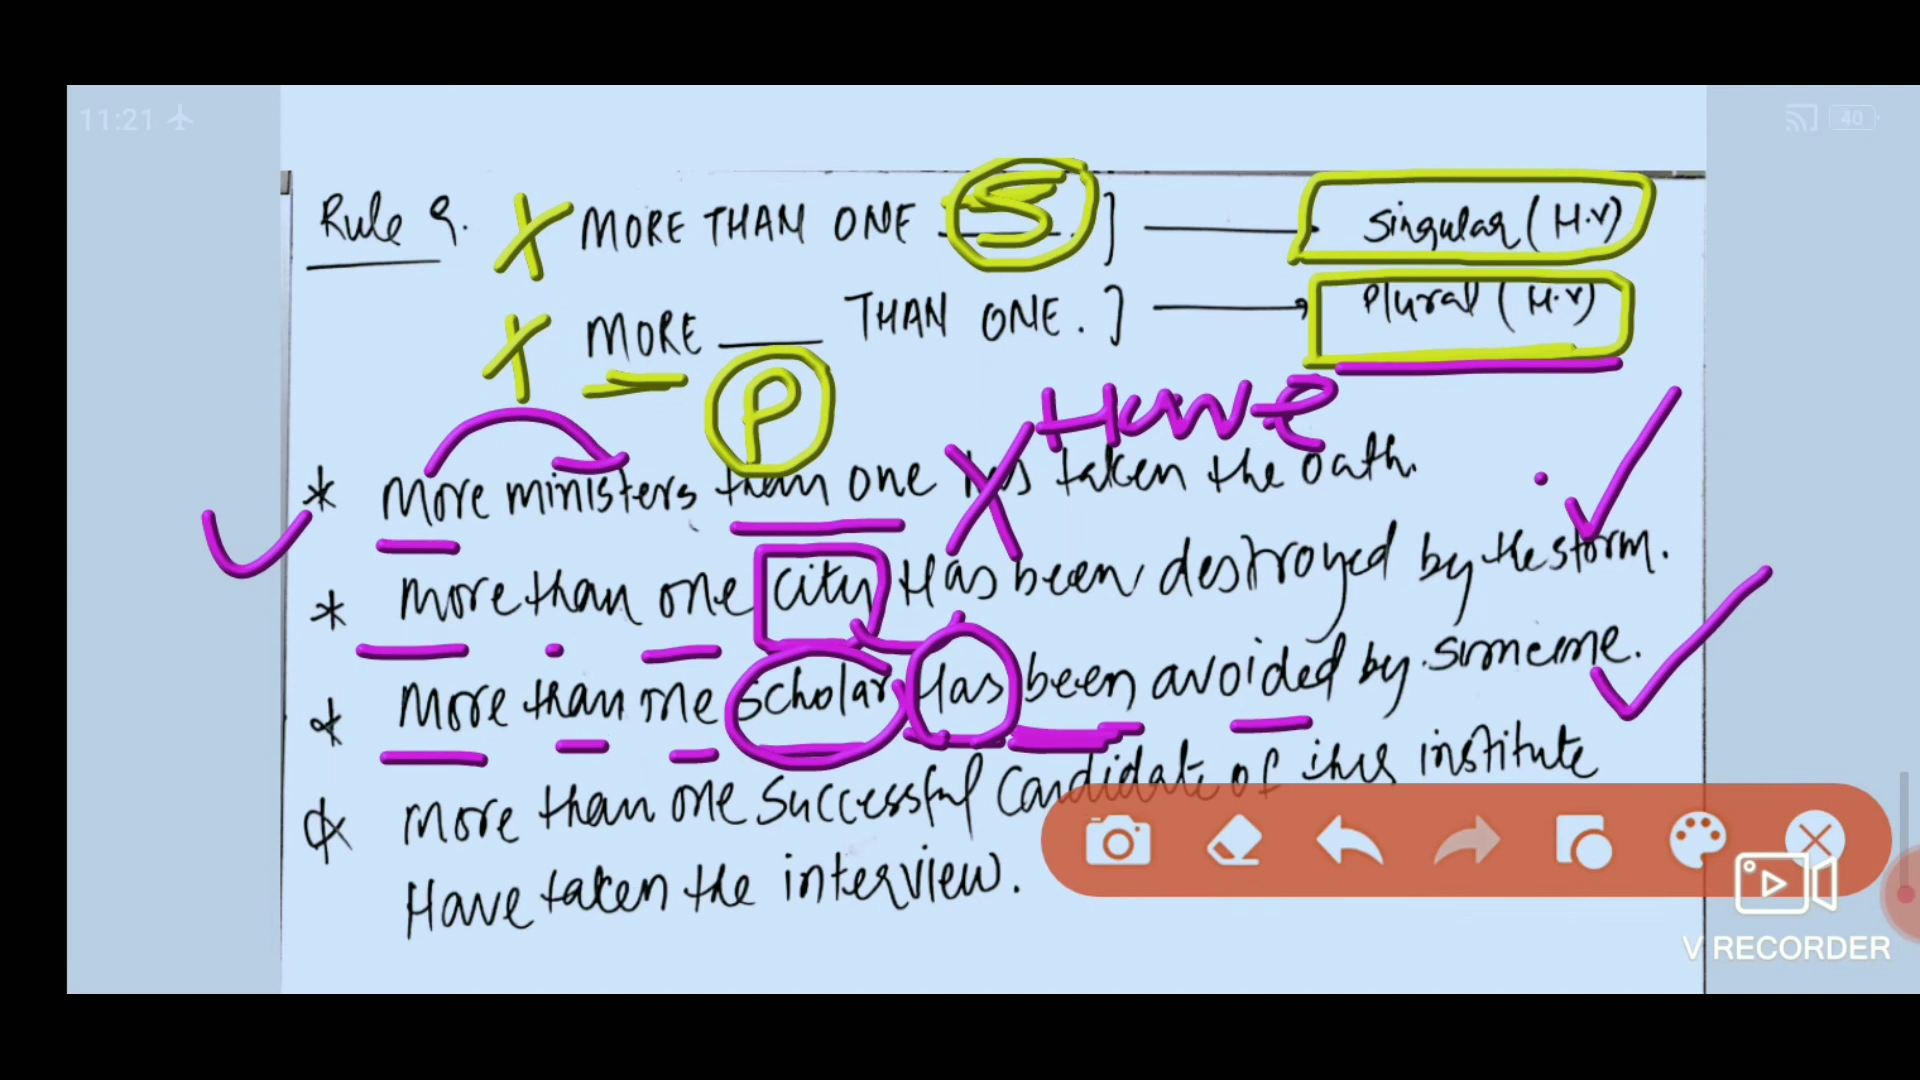 11:21
40
Rule 9. MORE THAN ONE S ] Singular (H.V)
MORE ____ THAN ONE. ] Plural (H.V)
P
Have
* More ministers than one has taken the oath.
* More than one city Has been destroyed by the storm.
* More than one scholar Has been avoided by someone.
* More than one successful candidate of this institute
Have taken the interview.
V RECORDER